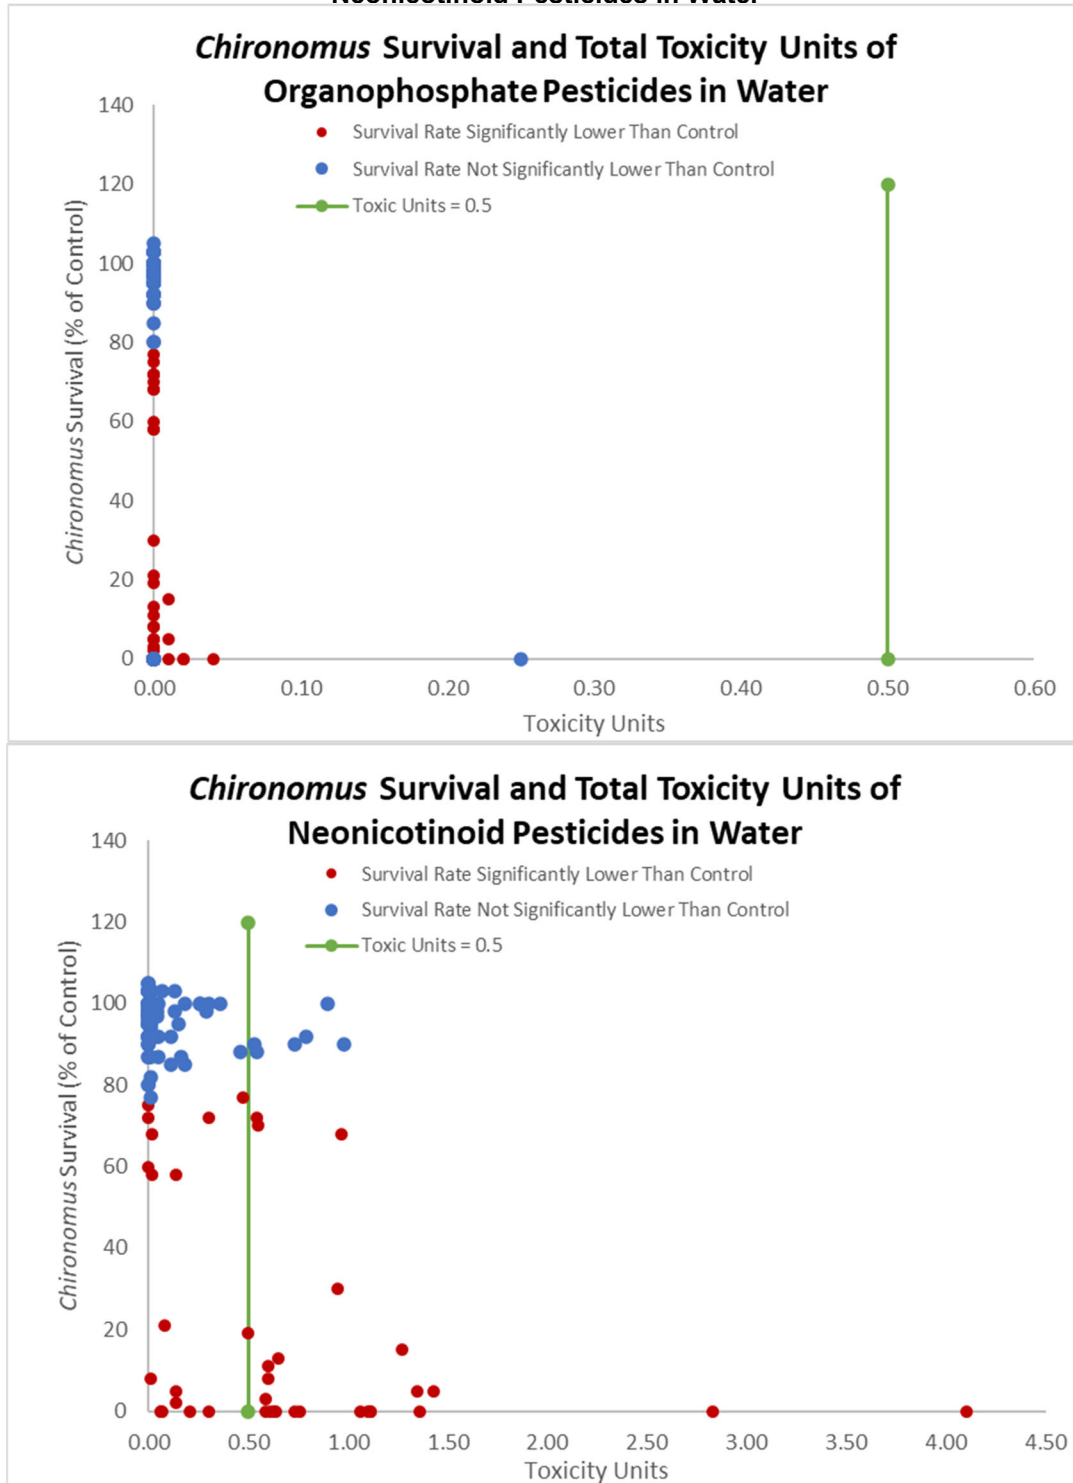 Neonicotinoid Pesticides in Water
Chironomus Survival and Total Toxicity Units of
Organophosphate Pesticides in Water
140
Survival Rate Significantly Lower Than Control
Survival Rate Not Significantly Lower Than Control
Toxic Units = 0.5
120
100
80
60
40
20
0
Chironomus Survival (% of Control)
0.00 0.10 0.20 0.30 0.40 0.50 0.60
Toxicity Units
Chironomus Survival and Total Toxicity Units of
Neonicotinoid Pesticides in Water
140
Survival Rate Significantly Lower Than Control
Survival Rate Not Significantly Lower Than Control
Toxic Units = 0.5
120
100
80
60
40
20
0
Chironomus Survival (% of Control)
0.00 0.50 1.00 1.50 2.00 2.50 3.00 3.50 4.00 4.50
Toxicity Units